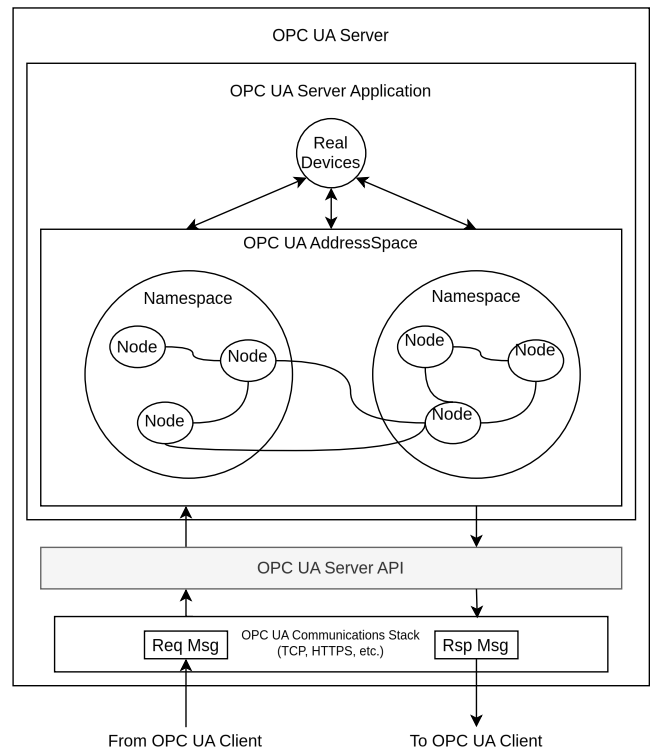 OPC UA Server
OPC UA Server Application
Real
Devices
OPC UA AddressSpace
Namespace
Node
Node
Node
Namespace
Node
Node
Node
OPC UA Server API
Req Msg
OPC UA Communications Stack
(TCP, HTTPS, etc.)
Rsp Msg
From OPC UA Client
To OPC UA Client